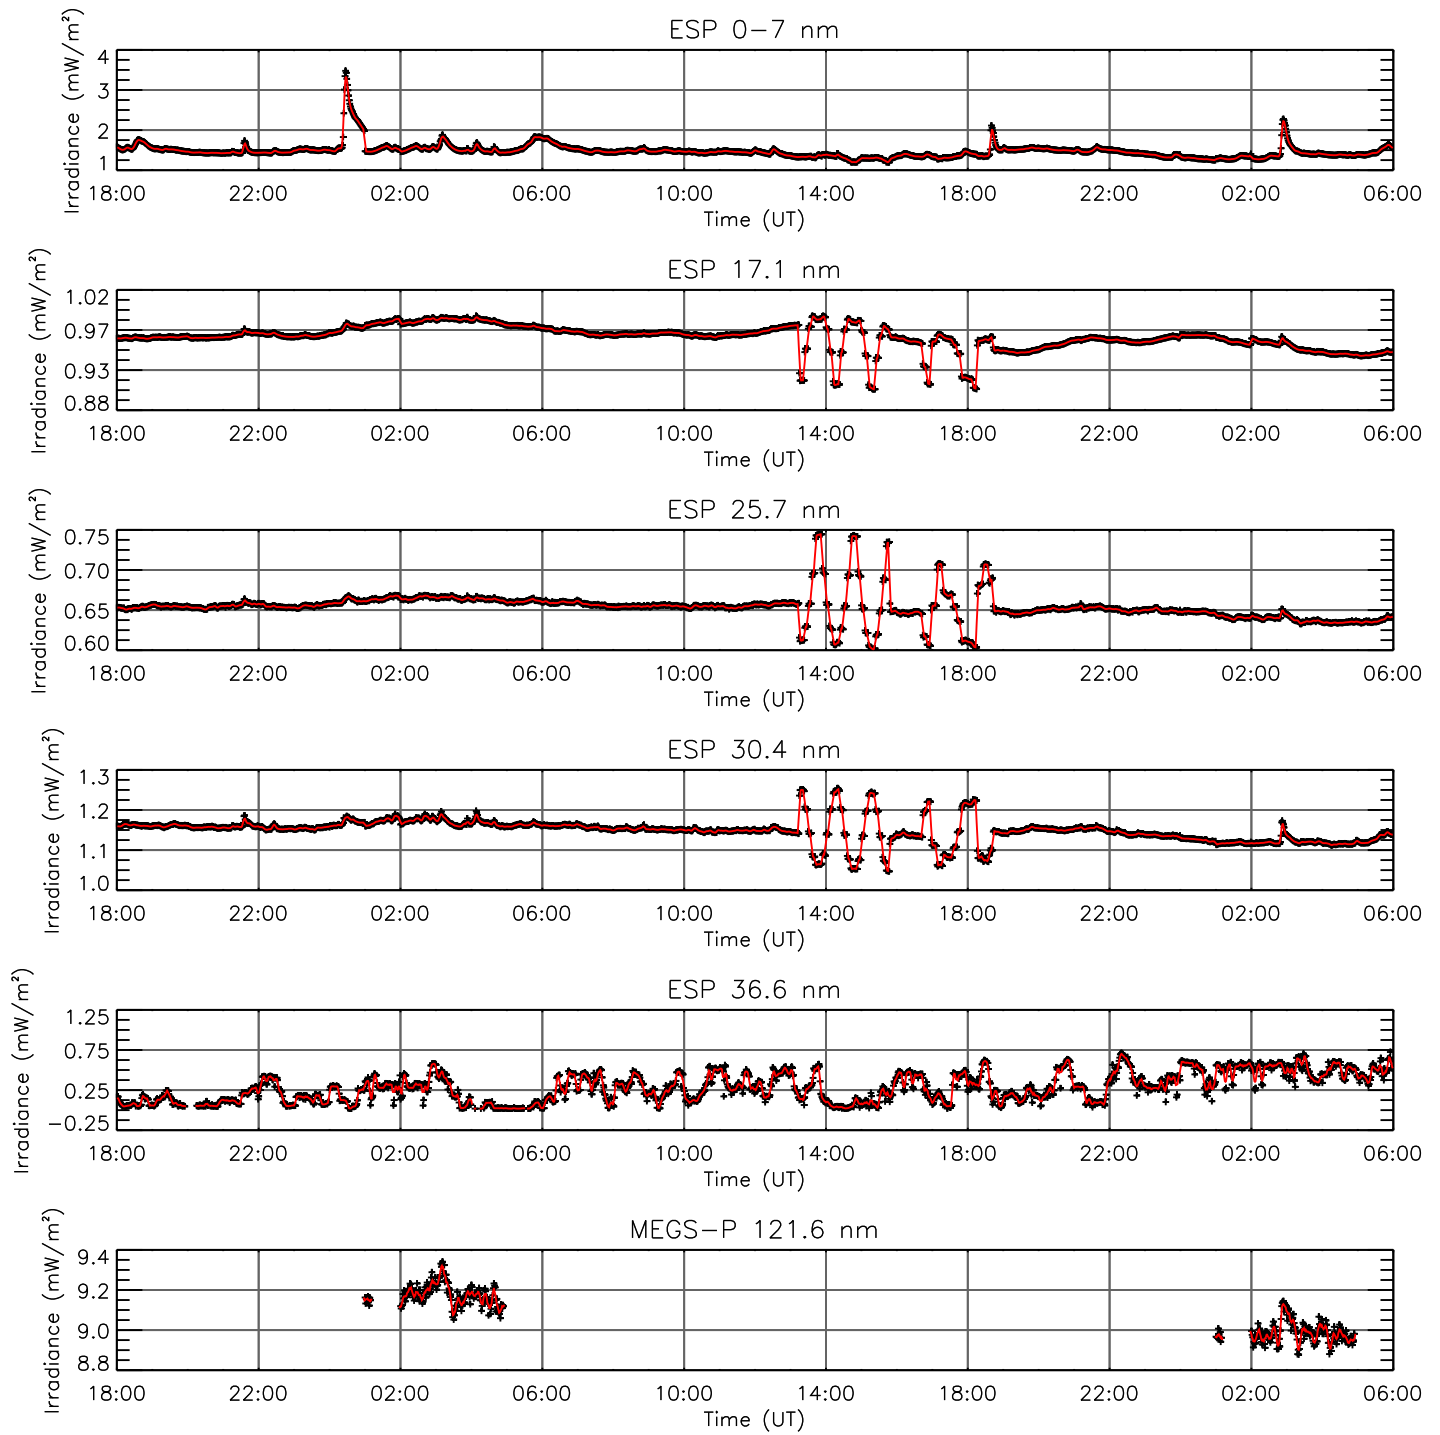 ESP 0−7 nm
Irradiance (mW/m²)
4
3
2
1
18:00 22:00 02:00 06:00 10:00 14:00 18:00 22:00 02:00 06:00
Time (UT)
ESP 17.1 nm
Irradiance (mW/m²)
1.02
0.97
0.93
0.88
18:00 22:00 02:00 06:00 10:00 14:00 18:00 22:00 02:00 06:00
Time (UT)
ESP 25.7 nm
Irradiance (mW/m²)
0.75
0.70
0.65
0.60
18:00 22:00 02:00 06:00 10:00 14:00 18:00 22:00 02:00 06:00
Time (UT)
ESP 30.4 nm
Irradiance (mW/m²)
1.3
1.2
1.1
1.0
18:00 22:00 02:00 06:00 10:00 14:00 18:00 22:00 02:00 06:00
Time (UT)
ESP 36.6 nm
Irradiance (mW/m²)
1.25
0.75
0.25
−0.25
18:00 22:00 02:00 06:00 10:00 14:00 18:00 22:00 02:00 06:00
Time (UT)
MEGS−P 121.6 nm
Irradiance (mW/m²)
9.4
9.2
9.0
8.8
18:00 22:00 02:00 06:00 10:00 14:00 18:00 22:00 02:00 06:00
Time (UT)